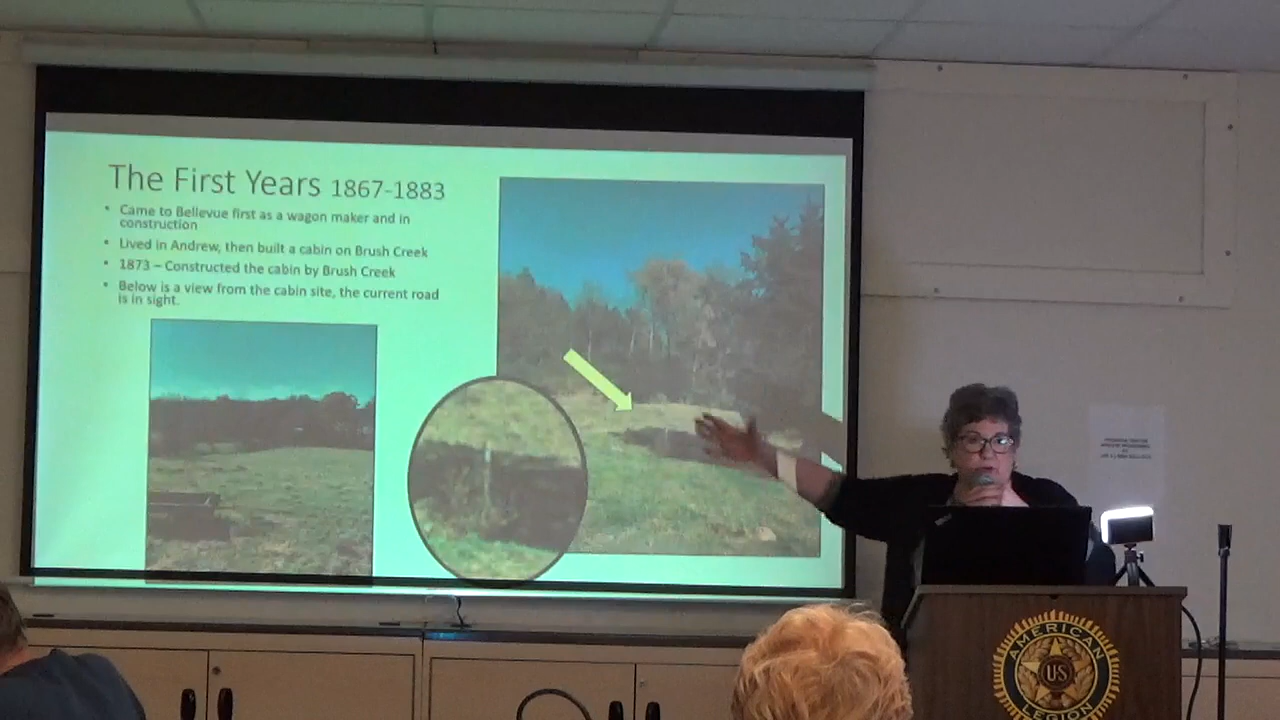 The First Years 1867-1883
• Came to Bellevue first as a wagon maker and in
construction
• Lived in Andrew, then built a cabin on Brush Creek
• 1873 – Constructed the cabin by Brush Creek
• Below is a view from the cabin site, the current road
is in sight.
AMERICAN
US
LEGION